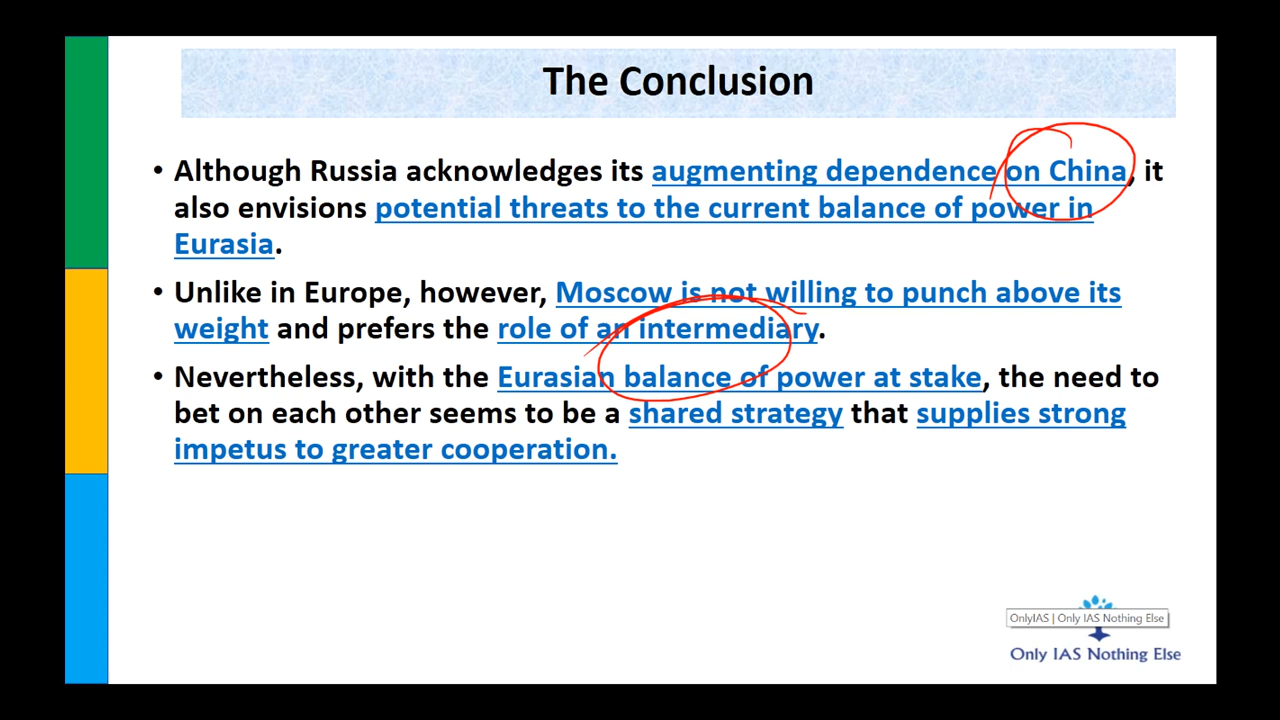 The Conclusion
• Although Russia acknowledges its augmenting dependence on China, it
also envisions potential threats to the current balance of power in
Eurasia.
• Unlike in Europe, however, Moscow is not willing to punch above its
weight and prefers the role of an intermediary.
• Nevertheless, with the Eurasian balance of power at stake, the need to
bet on each other seems to be a shared strategy that supplies strong
impetus to greater cooperation.
OnlyIAS | Only IAS Nothing Else
Only IAS Nothing Else